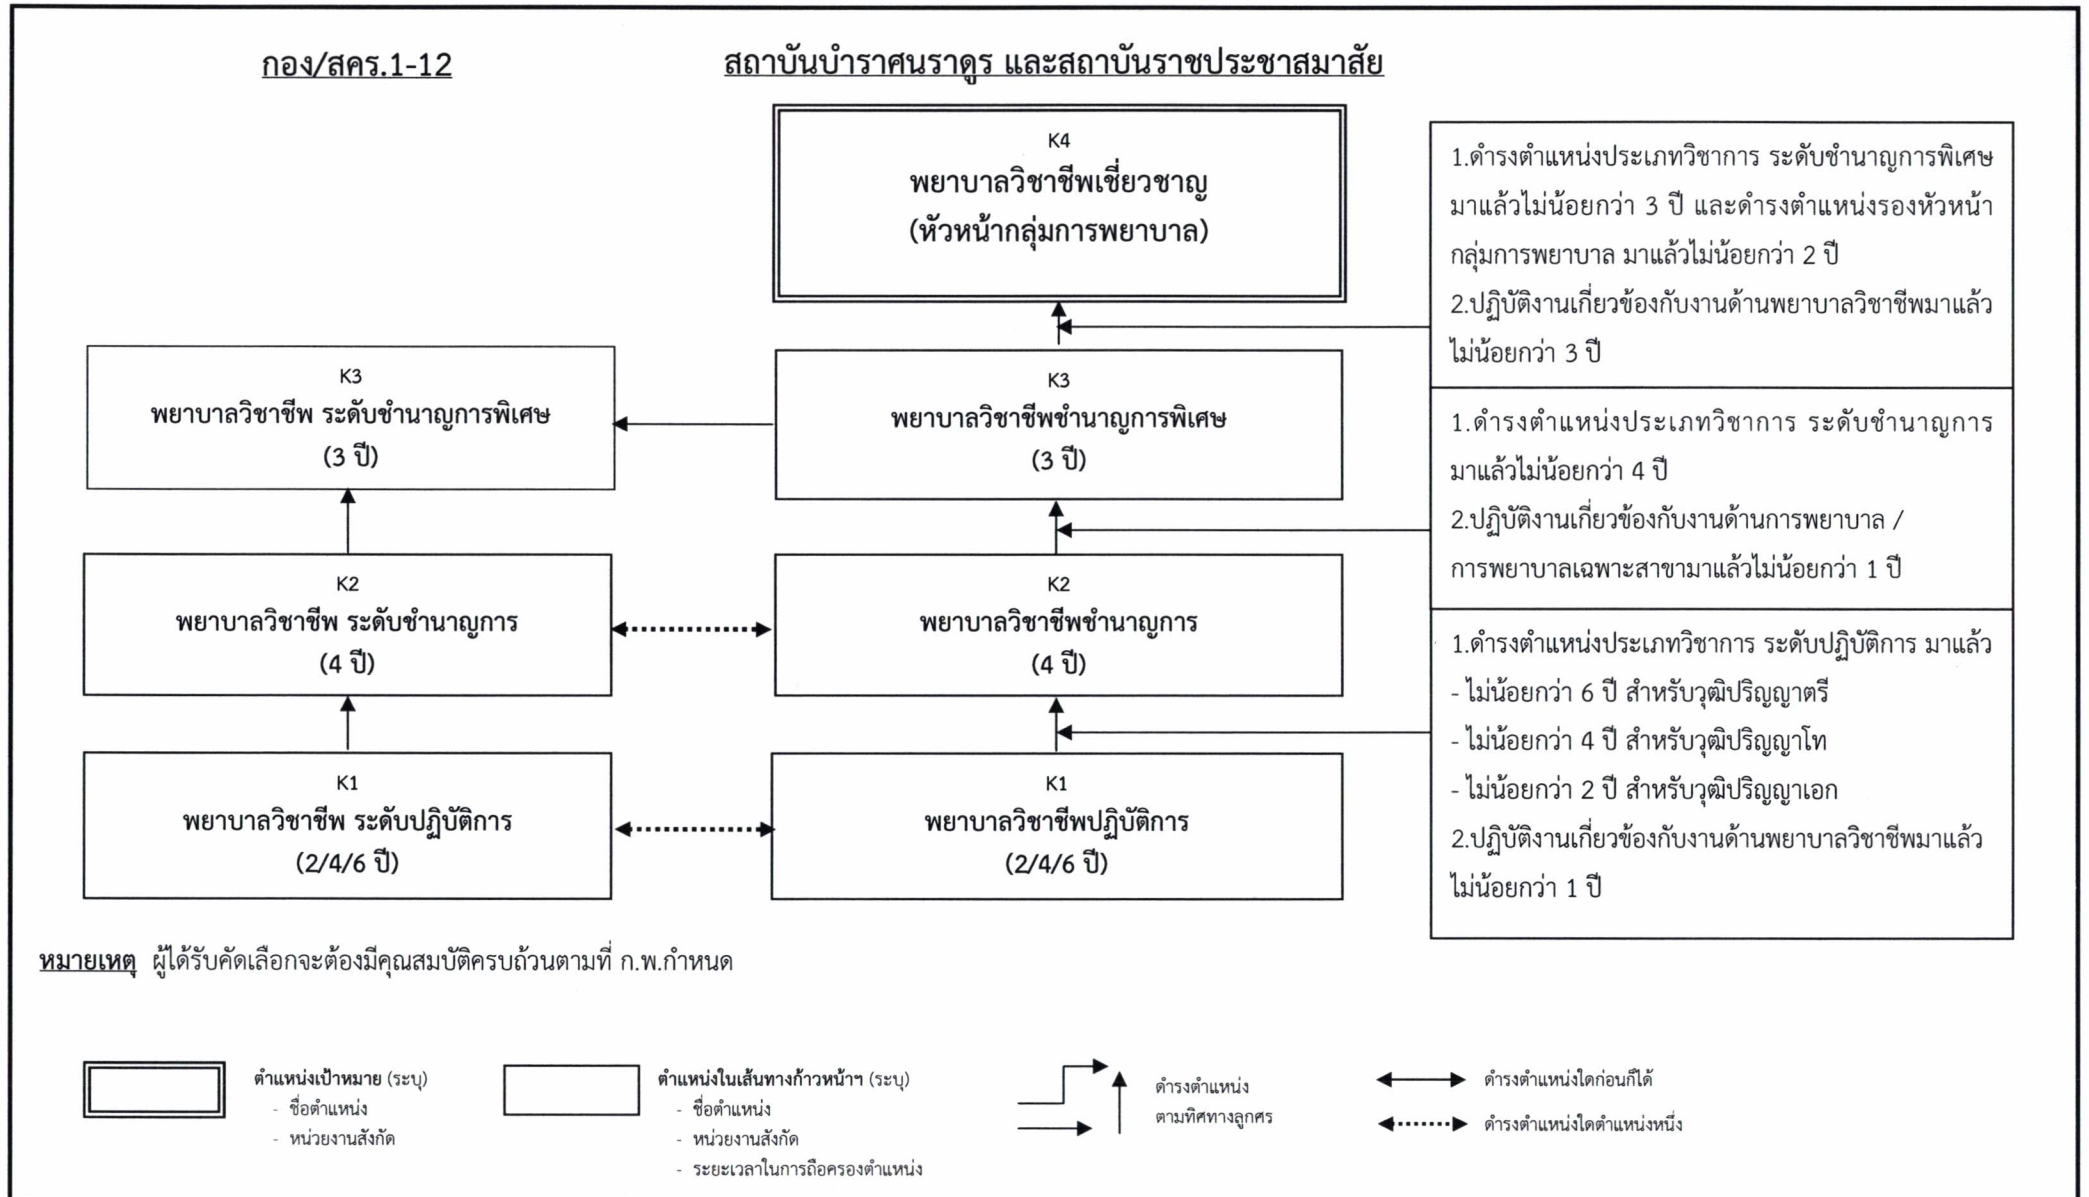 กอง/สคร.1-12
สถาบันบำราศนราดูร และสถาบันราชประชาสมาสัย
K4
พยาบาลวิชาชีพเชี่ยวชาญ
(หัวหน้ากลุ่มการพยาบาล)
1.ดำรงตำแหน่งประเภทวิชาการ ระดับชำนาญการพิเศษ
มาแล้วไม่น้อยกว่า 3 ปี และดำรงตำแหน่งรองหัวหน้า
กลุ่มการพยาบาล มาแล้วไม่น้อยกว่า 2 ปี
2.ปฏิบัติงานเกี่ยวข้องกับงานด้านพยาบาลวิชาชีพมาแล้ว
ไม่น้อยกว่า 3 ปี
K3
พยาบาลวิชาชีพ ระดับชำนาญการพิเศษ
(3 ปี)
K3
พยาบาลวิชาชีพชำนาญการพิเศษ
(3 ปี)
1.ดำรงตำแหน่งประเภทวิชาการ ระดับชำนาญการ
มาแล้วไม่น้อยกว่า 4 ปี
2.ปฏิบัติงานเกี่ยวข้องกับงานด้านการพยาบาล /
การพยาบาลเฉพาะสาขามาแล้วไม่น้อยกว่า 1 ปี
K2
พยาบาลวิชาชีพ ระดับชำนาญการ
(4 ปี)
K2
พยาบาลวิชาชีพชำนาญการ
(4 ปี)
1.ดำรงตำแหน่งประเภทวิชาการ ระดับปฏิบัติการ มาแล้ว
- ไม่น้อยกว่า 6 ปี สำหรับวุฒิปริญญาตรี
- ไม่น้อยกว่า 4 ปี สำหรับวุฒิปริญญาโท
- ไม่น้อยกว่า 2 ปี สำหรับวุฒิปริญญาเอก
2.ปฏิบัติงานเกี่ยวข้องกับงานด้านพยาบาลวิชาชีพมาแล้ว
ไม่น้อยกว่า 1 ปี
K1
พยาบาลวิชาชีพ ระดับปฏิบัติการ
(2/4/6 ปี)
K1
พยาบาลวิชาชีพปฏิบัติการ
(2/4/6 ปี)
หมายเหตุ ผู้ได้รับคัดเลือกจะต้องมีคุณสมบัติครบถ้วนตามที่ ก.พ.กำหนด
ตำแหน่งเป้าหมาย (ระบุ)
- ชื่อตำแหน่ง
- หน่วยงานสังกัด
ตำแหน่งในเส้นทางก้าวหน้าฯ (ระบุ)
- ชื่อตำแหน่ง
- หน่วยงานสังกัด
- ระยะเวลาในการถือครองตำแหน่ง
ดำรงตำแหน่ง
ตามทิศทางลูกศร
ดำรงตำแหน่งใดก่อนก็ได้
ดำรงตำแหน่งใดตำแหน่งหนึ่ง